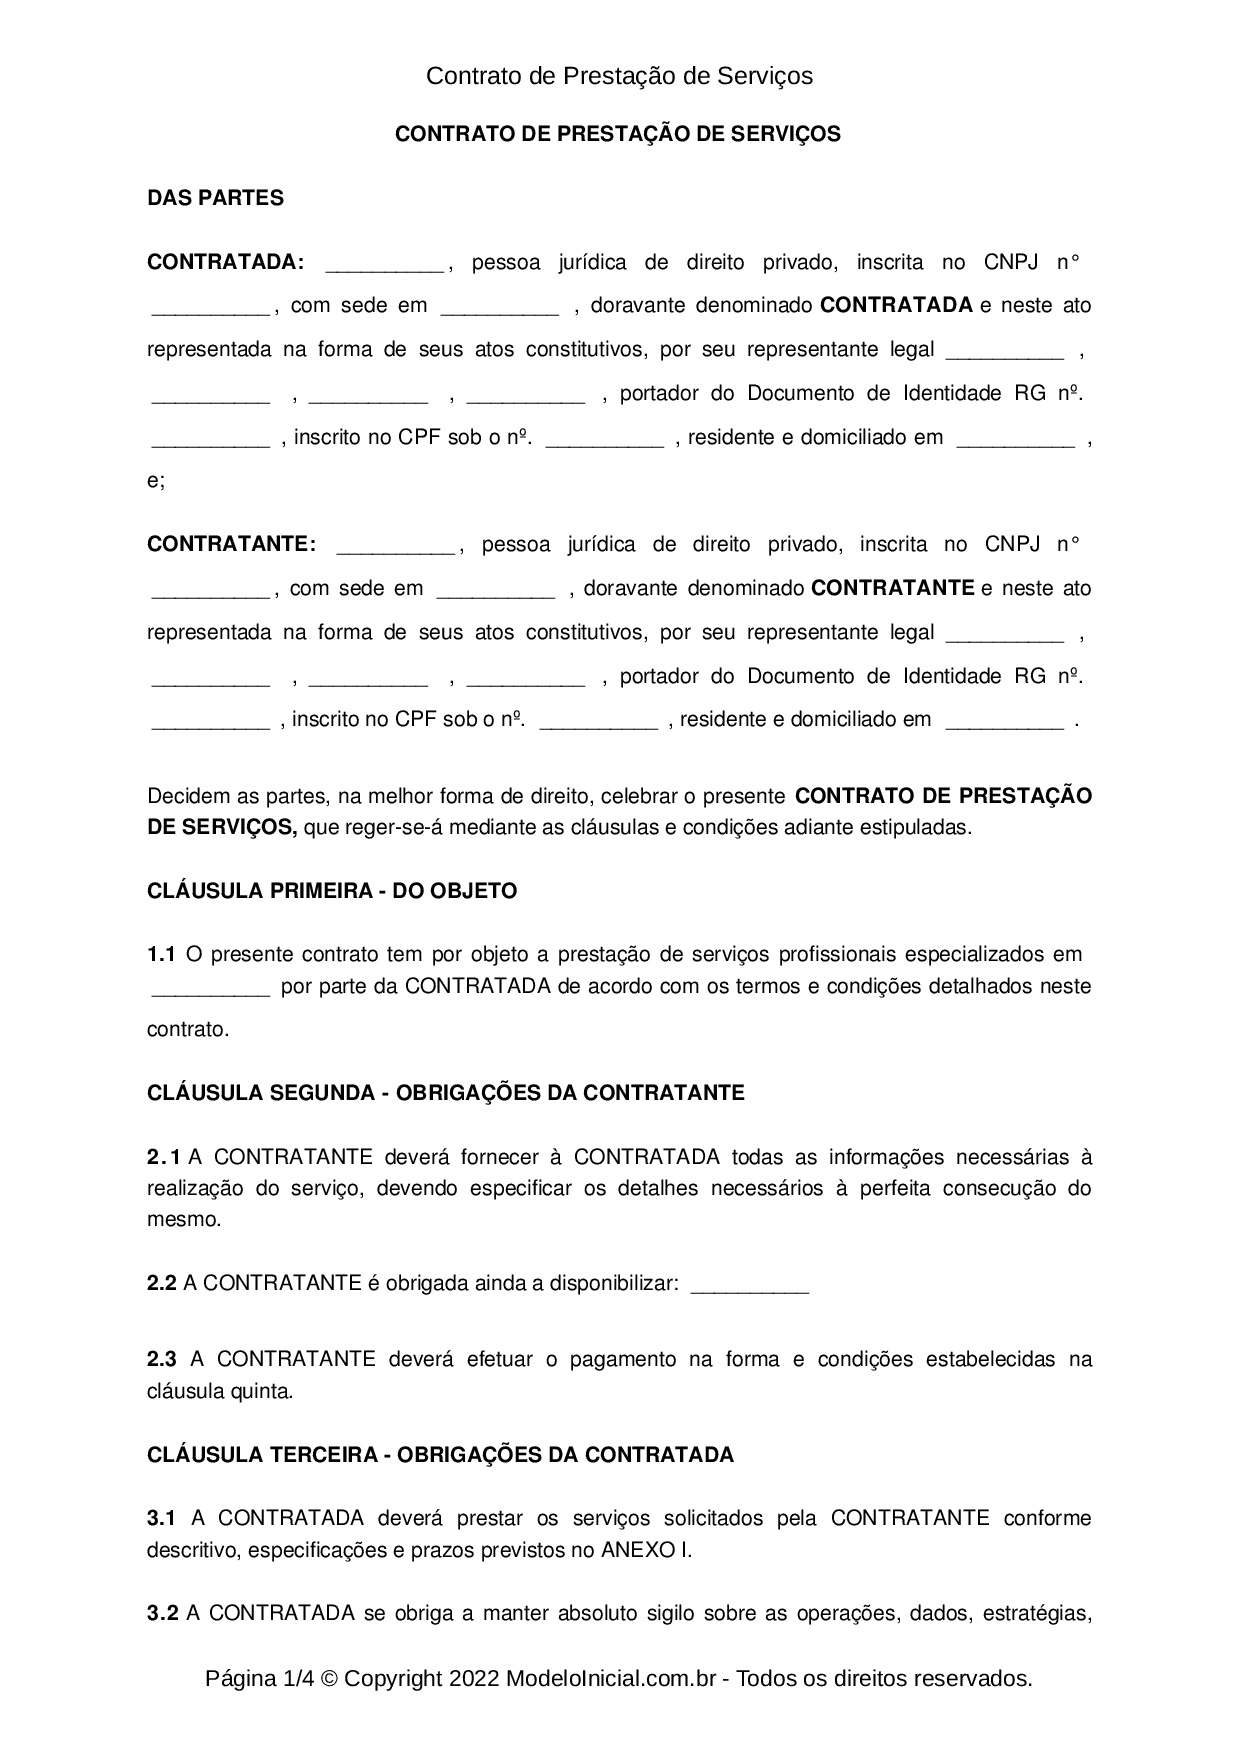 Contrato de Prestação de Serviços
CONTRATO DE PRESTAÇÃO DE SERVIÇOS
DAS PARTES
CONTRATADA: __________, pessoa jurídica de direito privado, inscrita no CNPJ n°
__________, com sede em __________ , doravante denominado CONTRATADA e neste ato
representada na forma de seus atos constitutivos, por seu representante legal __________ ,
__________ , __________ , __________ , portador do Documento de Identidade RG nº.
__________ , inscrito no CPF sob o nº. __________ , residente e domiciliado em __________ ,
e;
CONTRATANTE: __________, pessoa jurídica de direito privado, inscrita no CNPJ n°
__________, com sede em __________ , doravante denominado CONTRATANTE e neste ato
representada na forma de seus atos constitutivos, por seu representante legal __________ ,
__________ , __________ , __________ , portador do Documento de Identidade RG nº.
__________ , inscrito no CPF sob o nº. __________ , residente e domiciliado em __________ .
Decidem as partes, na melhor forma de direito, celebrar o presente CONTRATO DE PRESTAÇÃO
DE SERVIÇOS, que reger-se-á mediante as cláusulas e condições adiante estipuladas.
CLÁUSULA PRIMEIRA - DO OBJETO
1.1 O presente contrato tem por objeto a prestação de serviços profissionais especializados em
__________ por parte da CONTRATADA de acordo com os termos e condições detalhados neste
contrato.
CLÁUSULA SEGUNDA - OBRIGAÇÕES DA CONTRATANTE
2.1 A CONTRATANTE deverá fornecer à CONTRATADA todas as informações necessárias à
realização do serviço, devendo especificar os detalhes necessários à perfeita consecução do
mesmo.
2.2 A CONTRATANTE é obrigada ainda a disponibilizar: __________
2.3 A CONTRATANTE deverá efetuar o pagamento na forma e condições estabelecidas na
cláusula quinta.
CLÁUSULA TERCEIRA - OBRIGAÇÕES DA CONTRATADA
3.1 A CONTRATADA deverá prestar os serviços solicitados pela CONTRATANTE conforme
descritivo, especificações e prazos previstos no ANEXO I.
3.2 A CONTRATADA se obriga a manter absoluto sigilo sobre as operações, dados, estratégias,
Página 1/4 © Copyright 2022 ModeloInicial.com.br - Todos os direitos reservados.